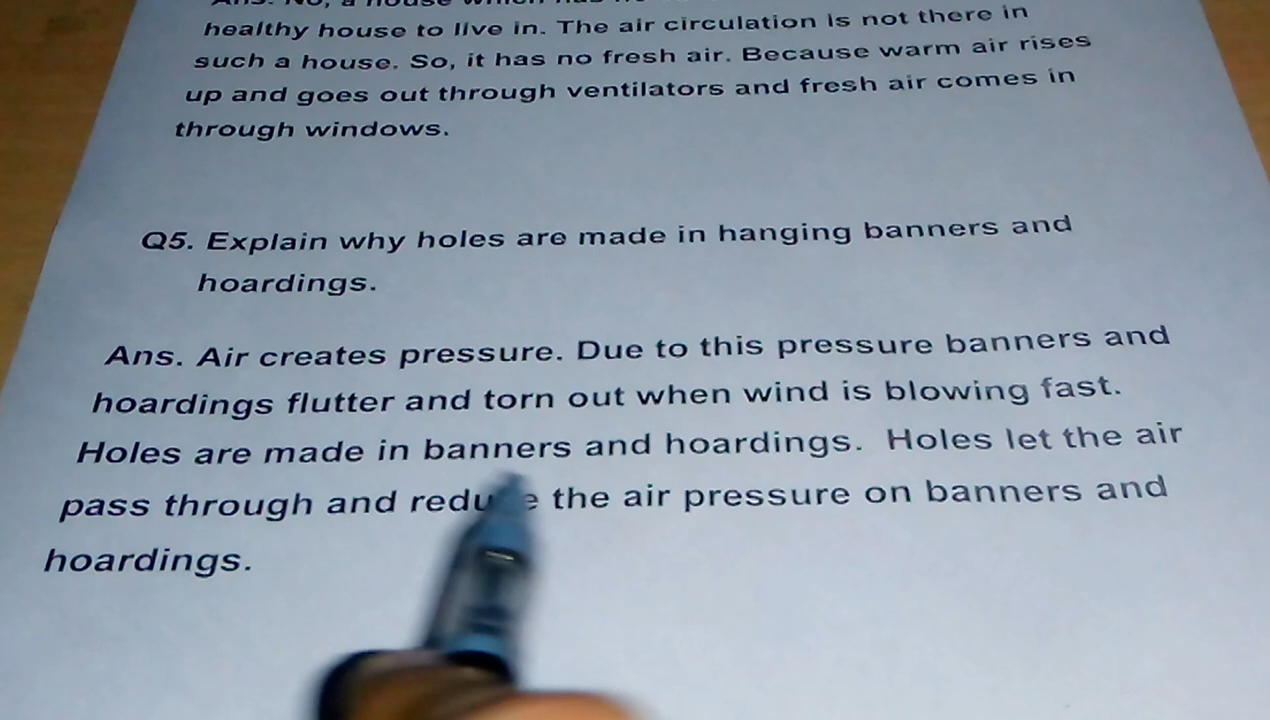 healthy house to live in. The air circulation is not there in
such a house. So, it has no fresh air. Because warm air rises
up and goes out through ventilators and fresh air comes in
through windows.
Q5. Explain why holes are made in hanging banners and
hoardings.
Ans. Air creates pressure. Due to this pressure banners and
hoardings flutter and torn out when wind is blowing fast.
Holes are made in banners and hoardings. Holes let the air
pass through and reduce the air pressure on banners and
hoardings.